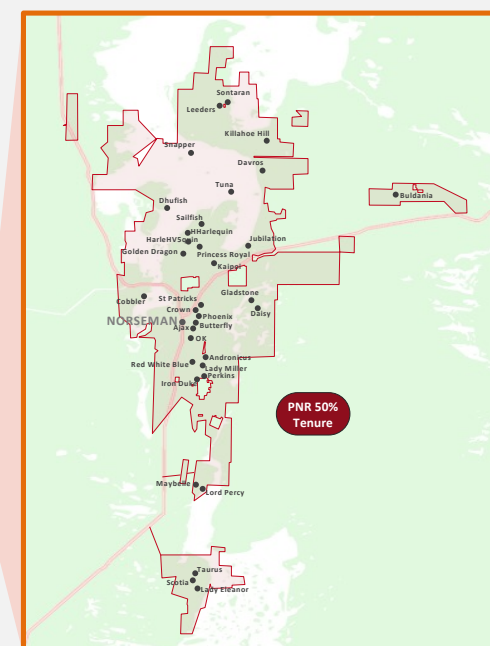 Sontaran
Leeders
Killahoe Hill
Snapper
Davros
Tuna
Buldania
Dhufish
Sailfish
HHarlequin
Jubilation
Golden Dragon
Princess Royal
Kaipoi
Cobbler
Gladstone
St Patricks
Crown
Daisy
Phoenix
NORSEMAN
Butterfly
Ajax
OK
Andronicus
Red White Blue
Lady Miller
Perkins
Iron Duke
PNR 50%
Tenure
Maybelle
Lord Percy
Taurus
Scotia
Lady Eleanor